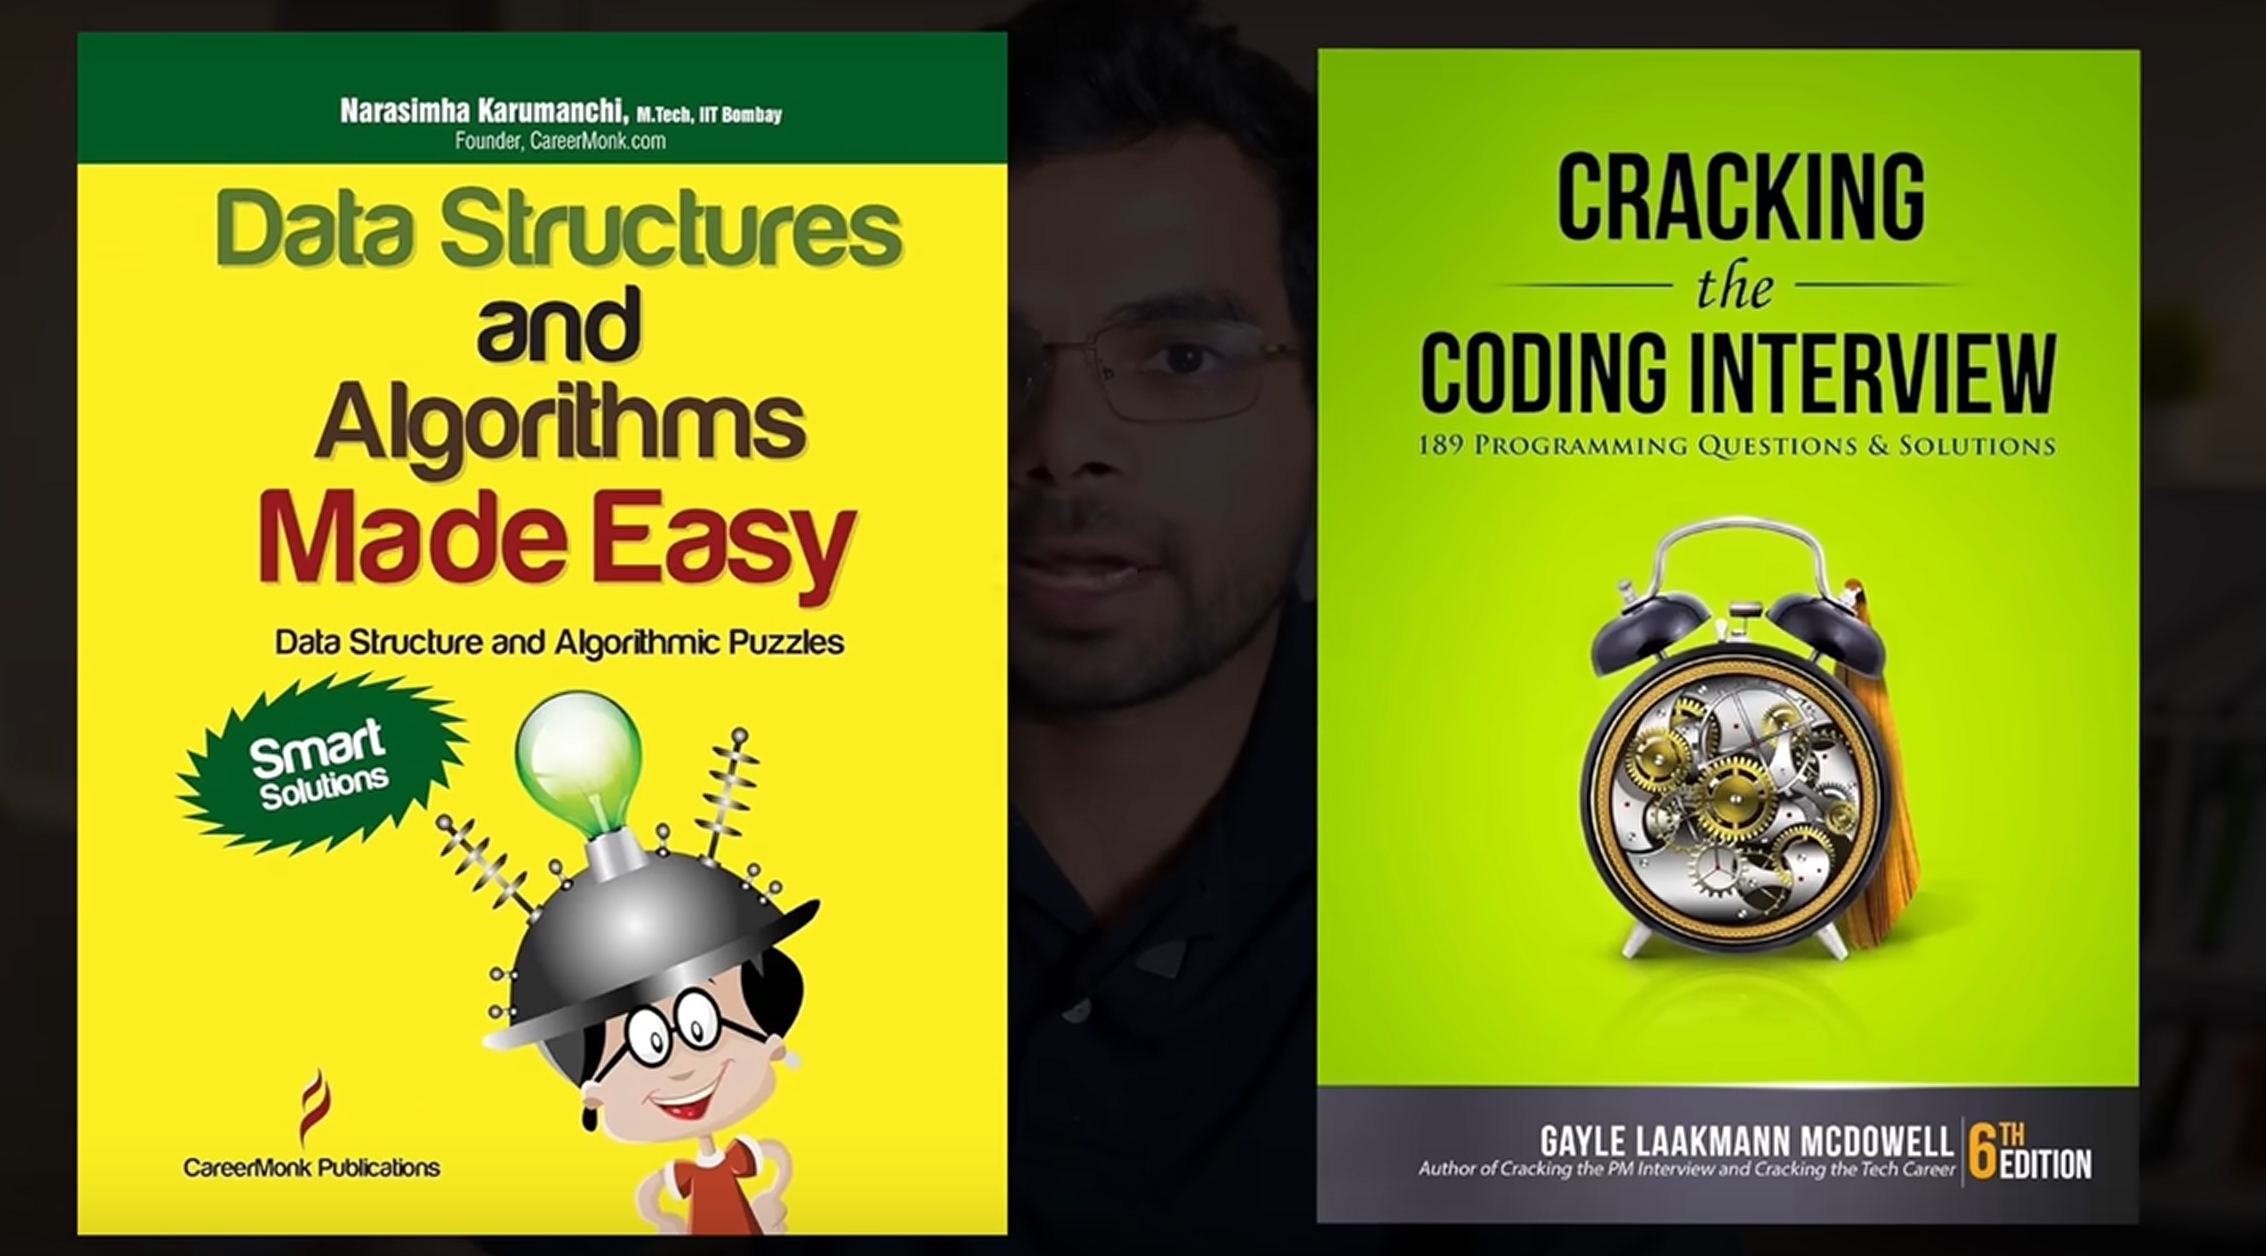 Narasimha Karumanchi, M.Tech, IIT Bombay
Founder, CareerMonk.com
Data Structures
and
Algorithms
Made Easy
Data Structure and Algorithmic Puzzles
Smart
Solutions
CareerMonk Publications
CRACKING
the
CODING INTERVIEW
189 PROGRAMMING QUESTIONS & SOLUTIONS
GAYLE LAAKMANN MCDOWELL
Author of Cracking the PM Interview and Cracking the Tech Career
6TH EDITION